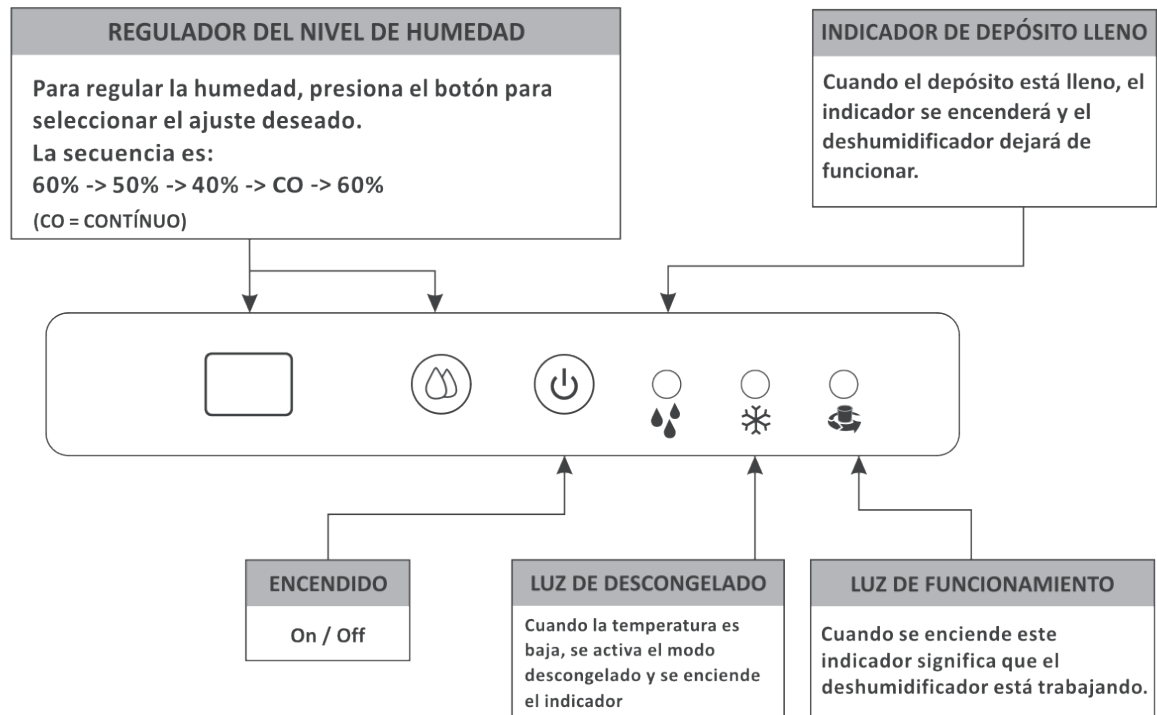 REGULADOR DEL NIVEL DE HUMEDAD
Para regular la humedad, presiona el botón para
seleccionar el ajuste deseado.
La secuencia es:
60% -> 50% -> 40% -> CO -> 60%
(CO = CONTÍNUO)
INDICADOR DE DEPÓSITO LLENO
Cuando el depósito está lleno, el
indicador se encenderá y el
deshumidificador dejará de
funcionar.
ENCENDIDO
On / Off
LUZ DE DESCONGELADO
Cuando la temperatura es
baja, se activa el modo
descongelado y se enciende
el indicador
LUZ DE FUNCIONAMIENTO
Cuando se enciende este
indicador significa que el
deshumidificador está trabajando.